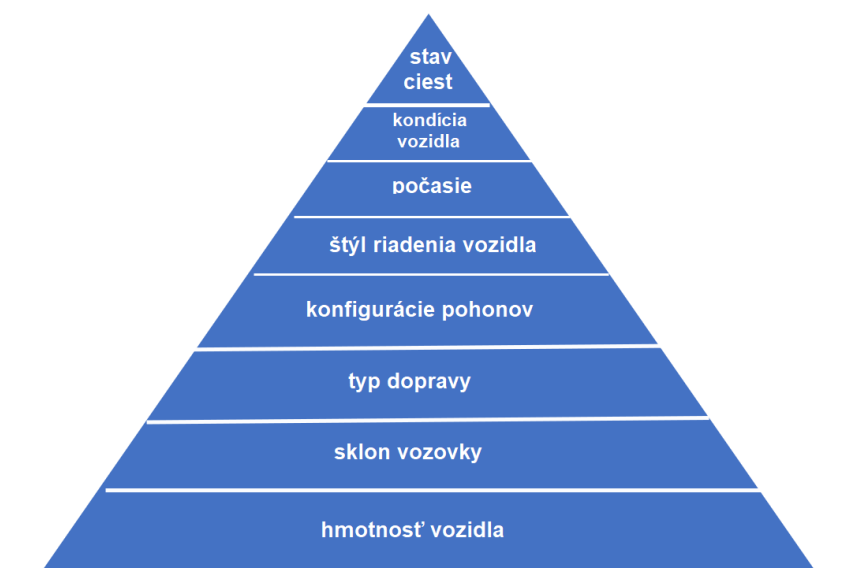 stav
ciest
kondícia
vozidla
počasie
štýl riadenia vozidla
konfigurácie pohonov
typ dopravy
sklon vozovky
hmotnosť vozidla